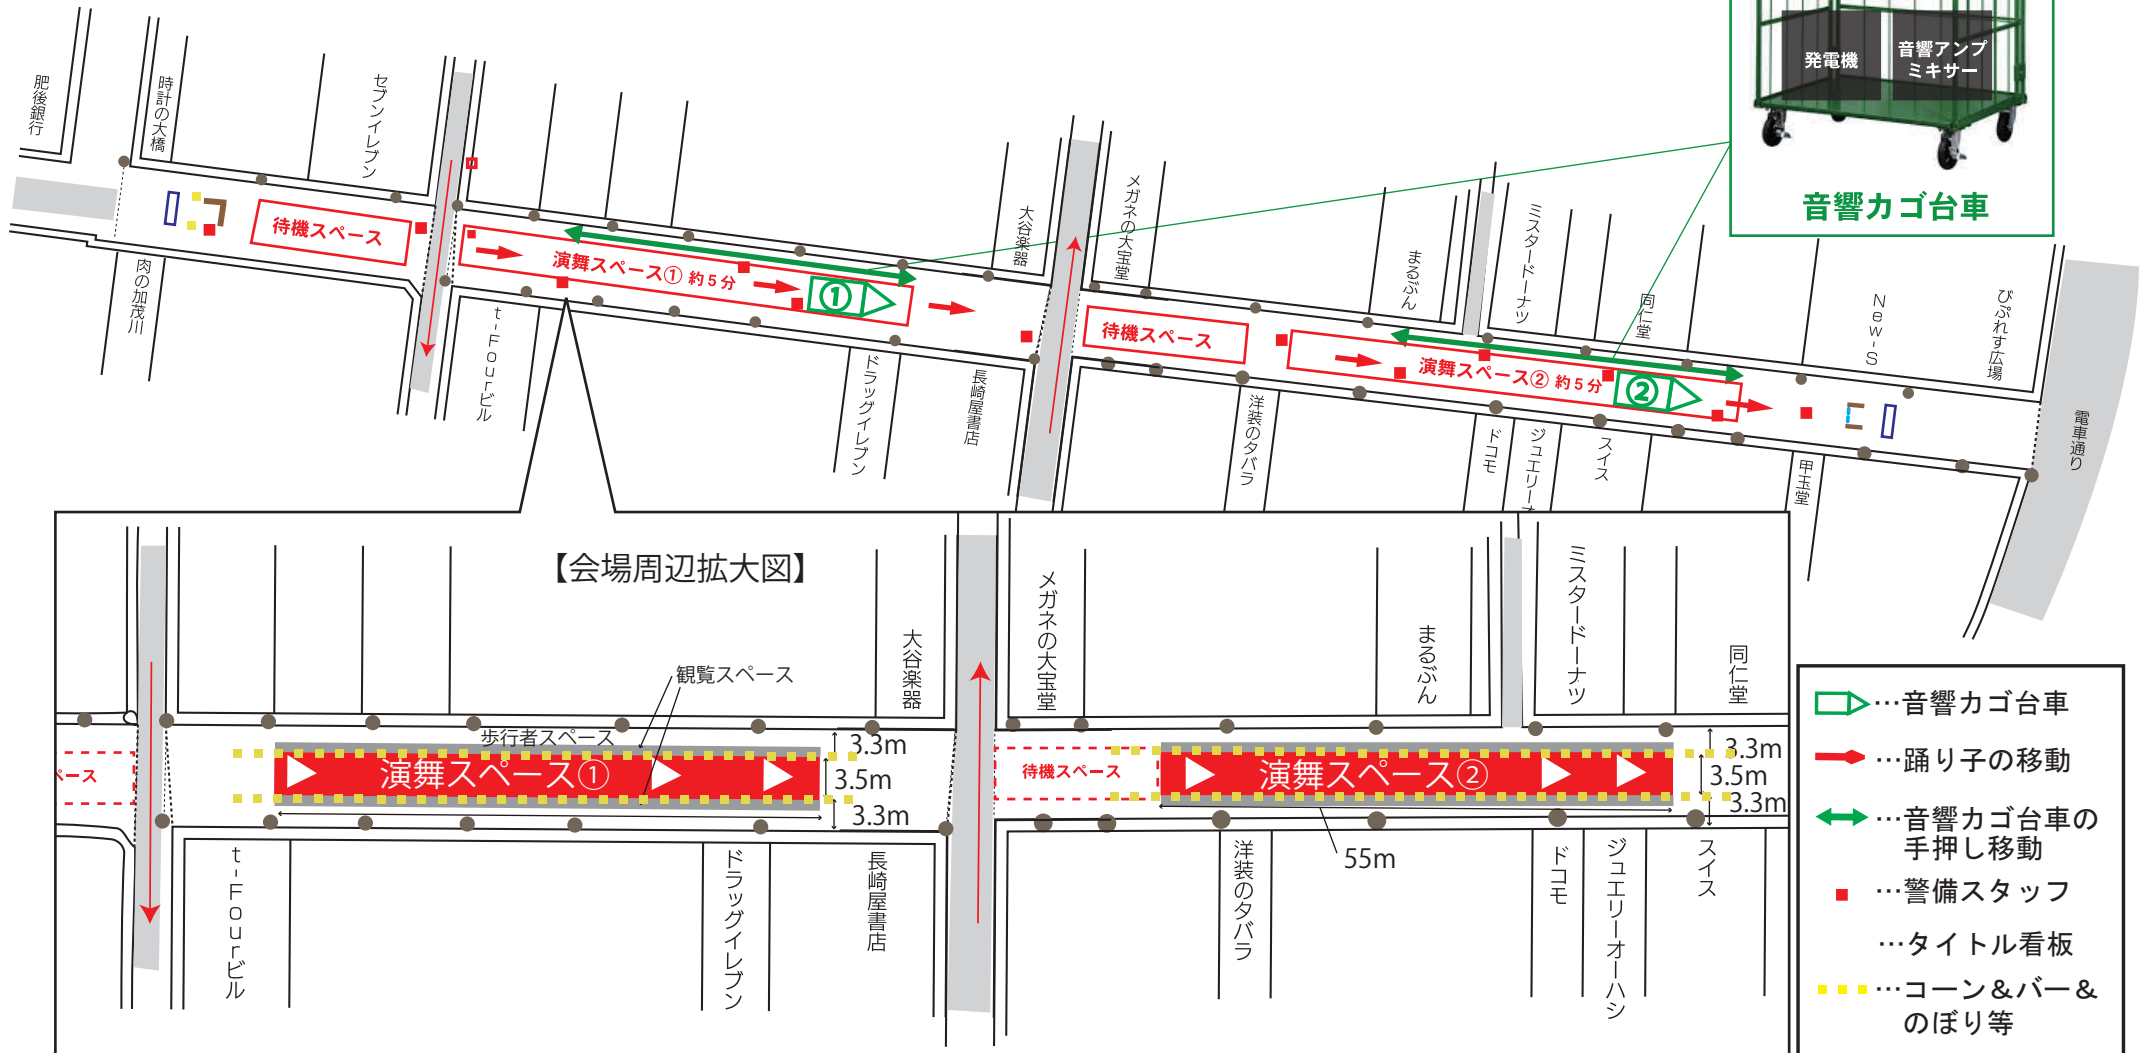 発電機
音響アンプ
ミキサー
音響カゴ台車
肥後銀行
時計の大橋
セブンイレブン
大谷楽器
メガネの大宝堂
まるぶん
ミスタードーナツ
同仁堂
New-S
ぷれす広場
電車通り
待機スペース
演舞スペース① 約5分
①
待機スペース
演舞スペース② 約5分
②
肉の加茂川
t-Fourビル
ドラッグイレブン
長崎屋書店
洋装のタバラ
ドコモ
ジュエリーオ
スイス
甲玉堂
【会場周辺拡大図】
大谷楽器
メガネの大宝堂
まるぶん
ミスタードーナツ
同仁堂
観覧スペース
歩行者スペース
ペース
演舞スペース①
3.3m
3.5m
3.3m
待機スペース
演舞スペース②
3.3m
3.5m
3.3m
55m
t-Fourビル
ドラッグイレブン
長崎屋書店
洋装のタバラ
ドコモ
ジュエリーオーハシ
スイス
…音響カゴ台車
…踊り子の移動
…音響カゴ台車の
手押し移動
…警備スタッフ
…タイトル看板
…コーン&バー&
のぼり等